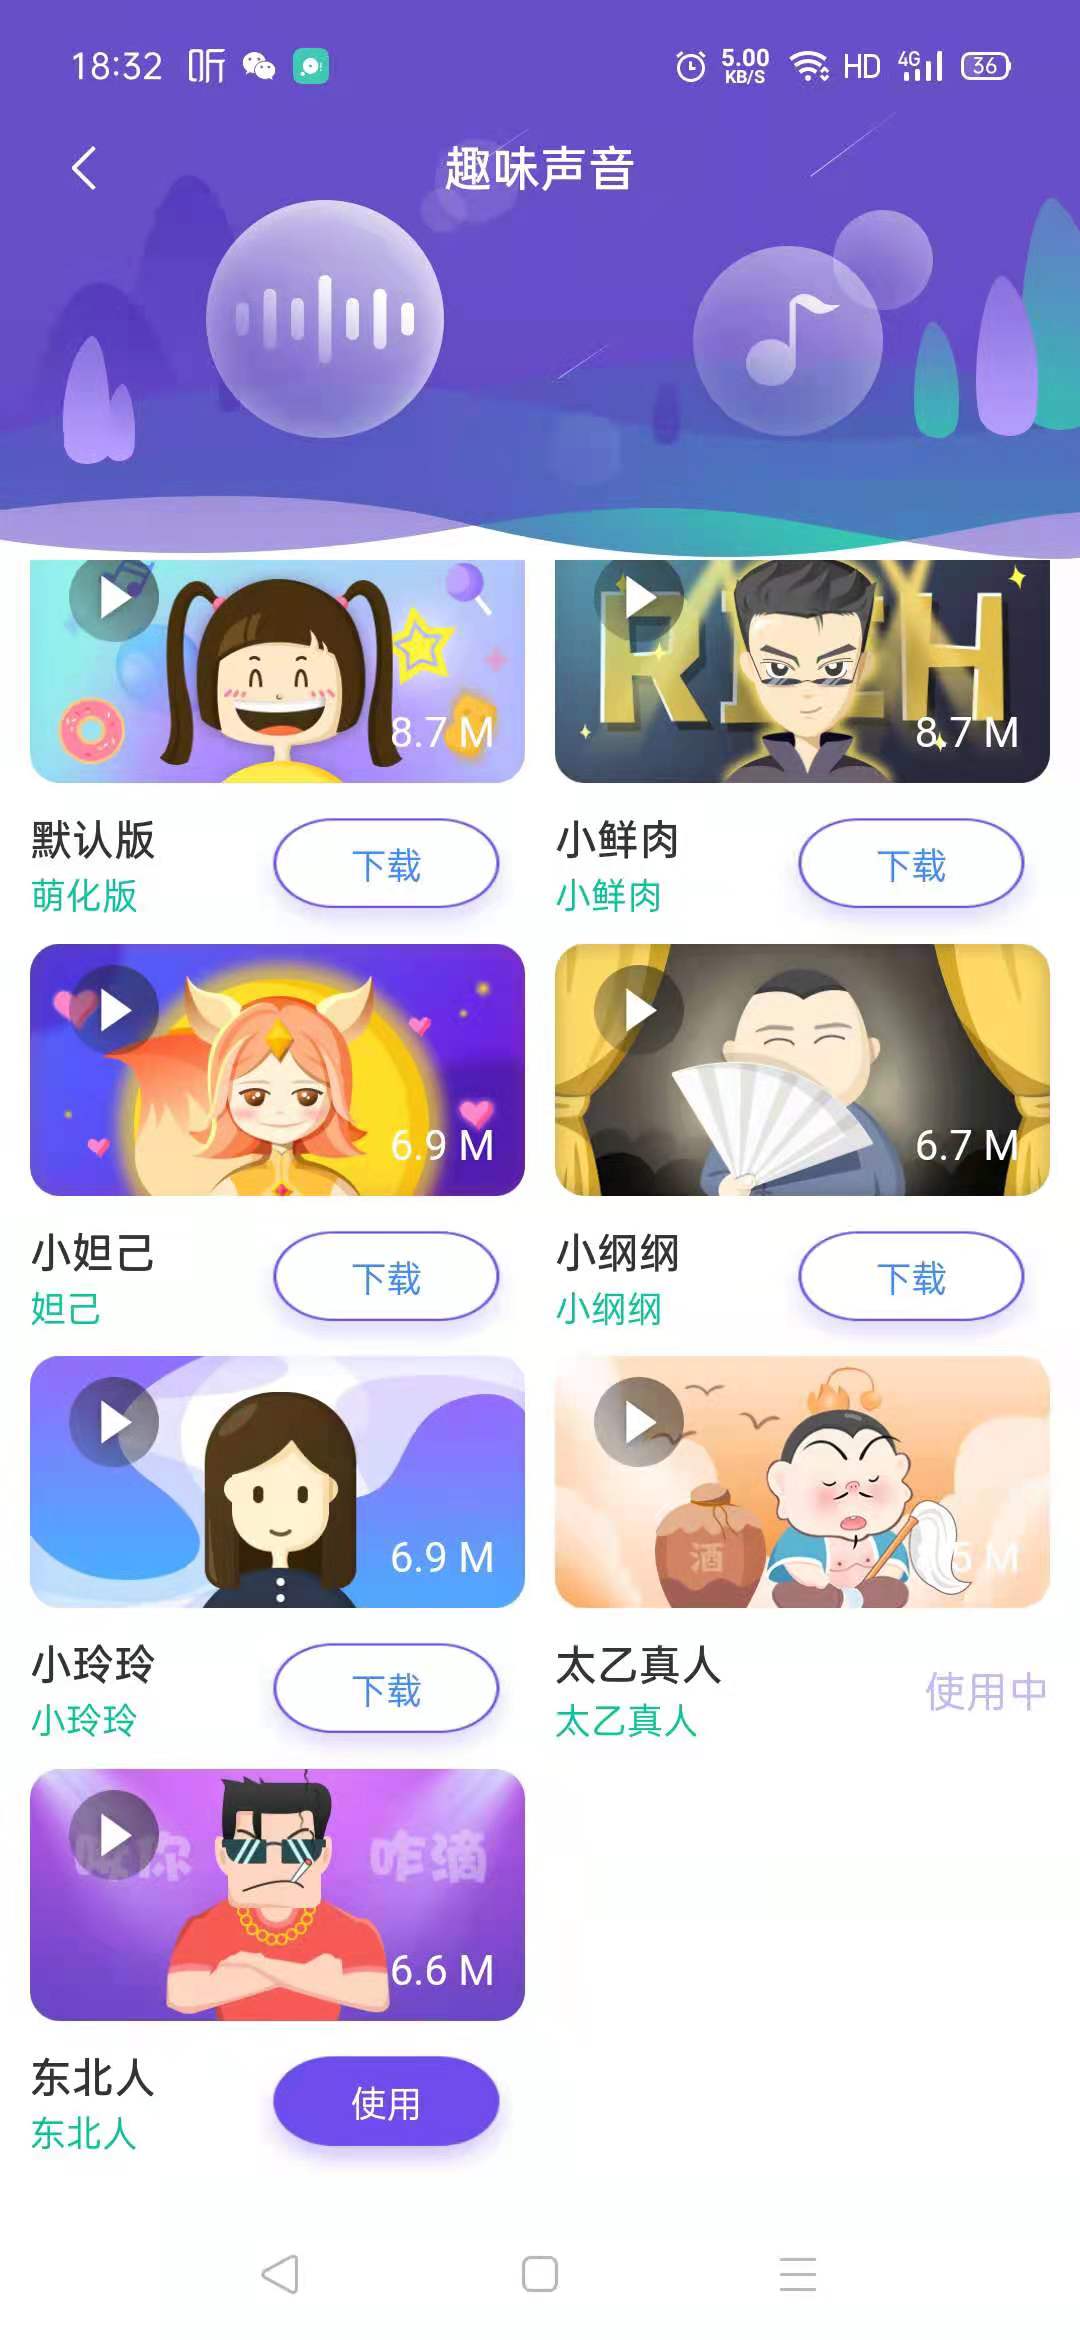 18:32 听 5.00 KB/S HD 4G 36
趣味声音
RICH
8.7 M
8.7 M
默认版
萌化版
下载
小鲜肉
小鲜肉
下载
6.9 M
6.7 M
小妲己
妲己
下载
小纲纲
小纲纲
下载
6.9 M
酒
5 M
小玲玲
小玲玲
下载
太乙真人
太乙真人
使用中
你
咋滴
6.6 M
东北人
东北人
使用